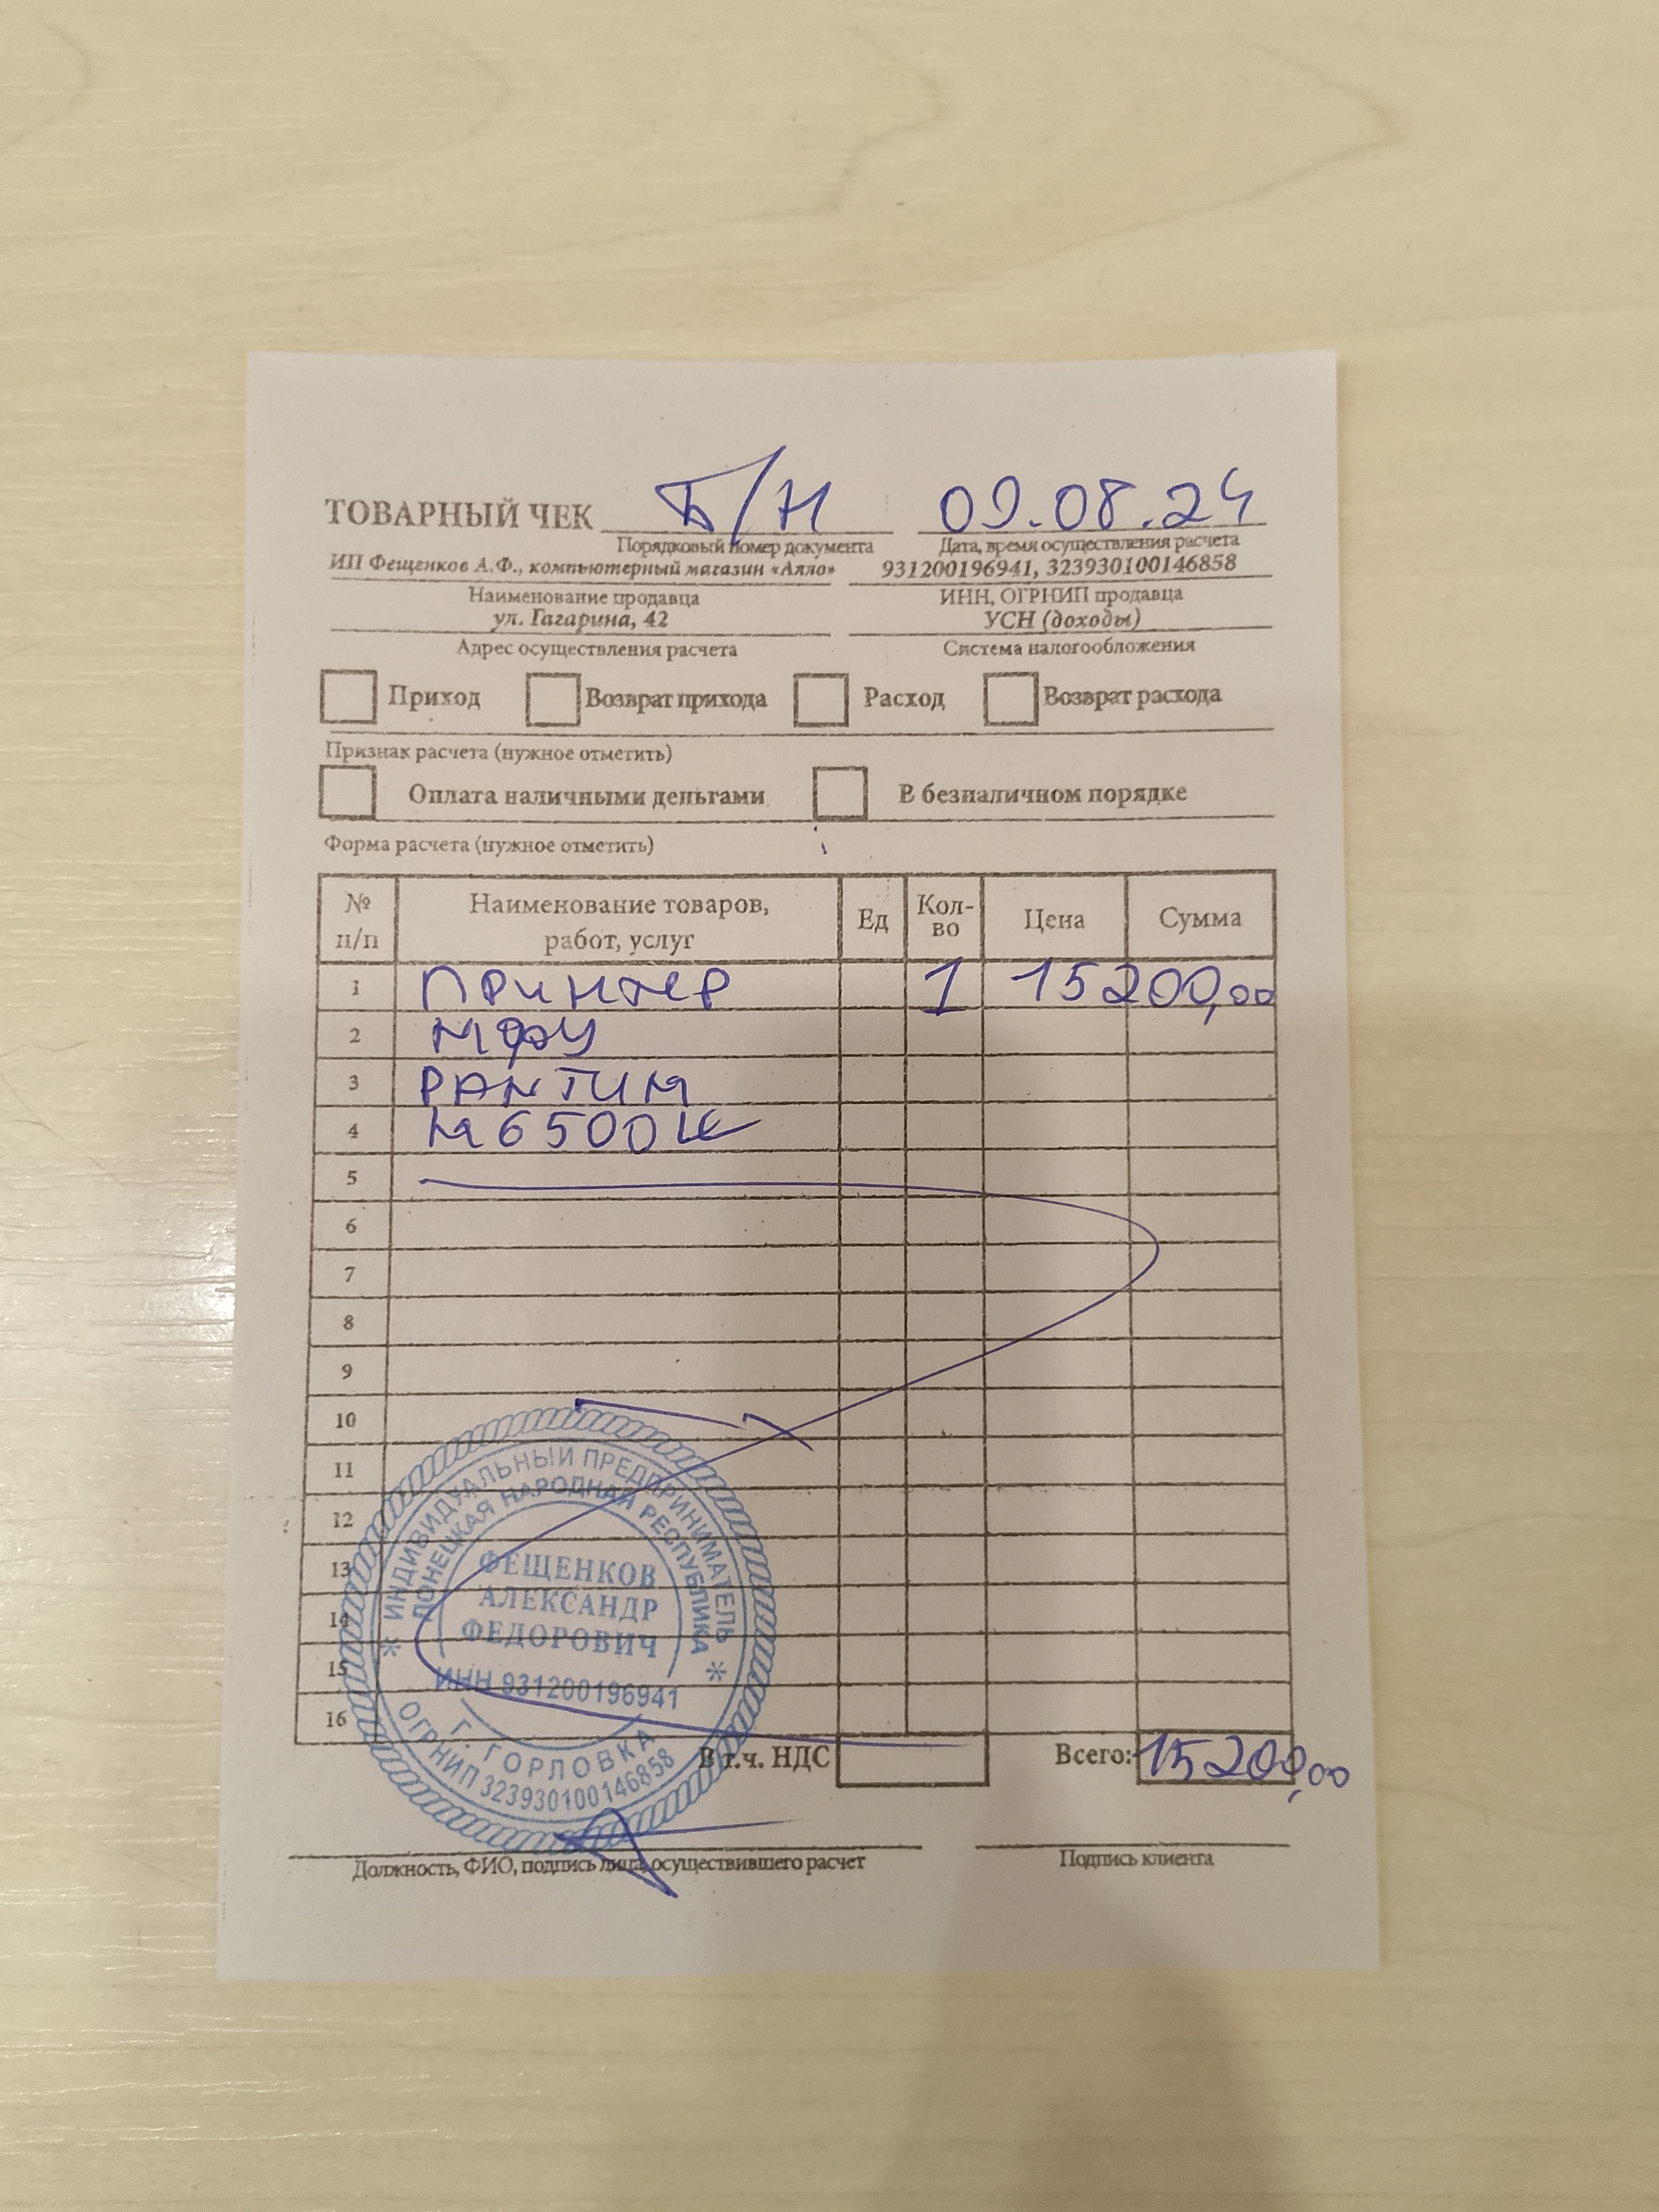 ТОВАРНЫЙ ЧЕК Б/Н 09.08.24
Порядковый номер документа Дата, время осуществления расчета
ИП Фещенков А.Ф., компьютерный магазин «Алло» 931200196941, 323930100146858
Наименование продавца ИНН, ОГРНИП продавца
ул. Гагарина, 42 УСН (доходы)
Адрес осуществления расчета Система налогообложения
Приход Возврат прихода Расход Возврат расхода
Признак расчета (нужное отметить)
Оплата наличными деньгами В безналичном порядке
Форма расчета (нужное отметить)
№ п/п Наименование товаров, работ, услуг Ед Кол-во Цена Сумма
1 Принтер 1 15200,00
2 МФУ
3 PANTUM
4 M6500W
5
6
7
8
9
10
11
12
13
14
15
16
ИНДИВИДУАЛЬНЫЙ ПРЕДПРИНИМАТЕЛЬ
ДОНЕЦКАЯ НАРОДНАЯ РЕСПУБЛИКА
ФЕЩЕНКОВ
АЛЕКСАНДР
ФЕДОРОВИЧ
ИНН 931200196941
Г. ГОРЛОВКА
ОГРНИП 323930100146858
В т.ч. НДС Всего: 15200,00
Должность, ФИО, подпись лица, осуществившего расчет Подпись клиента